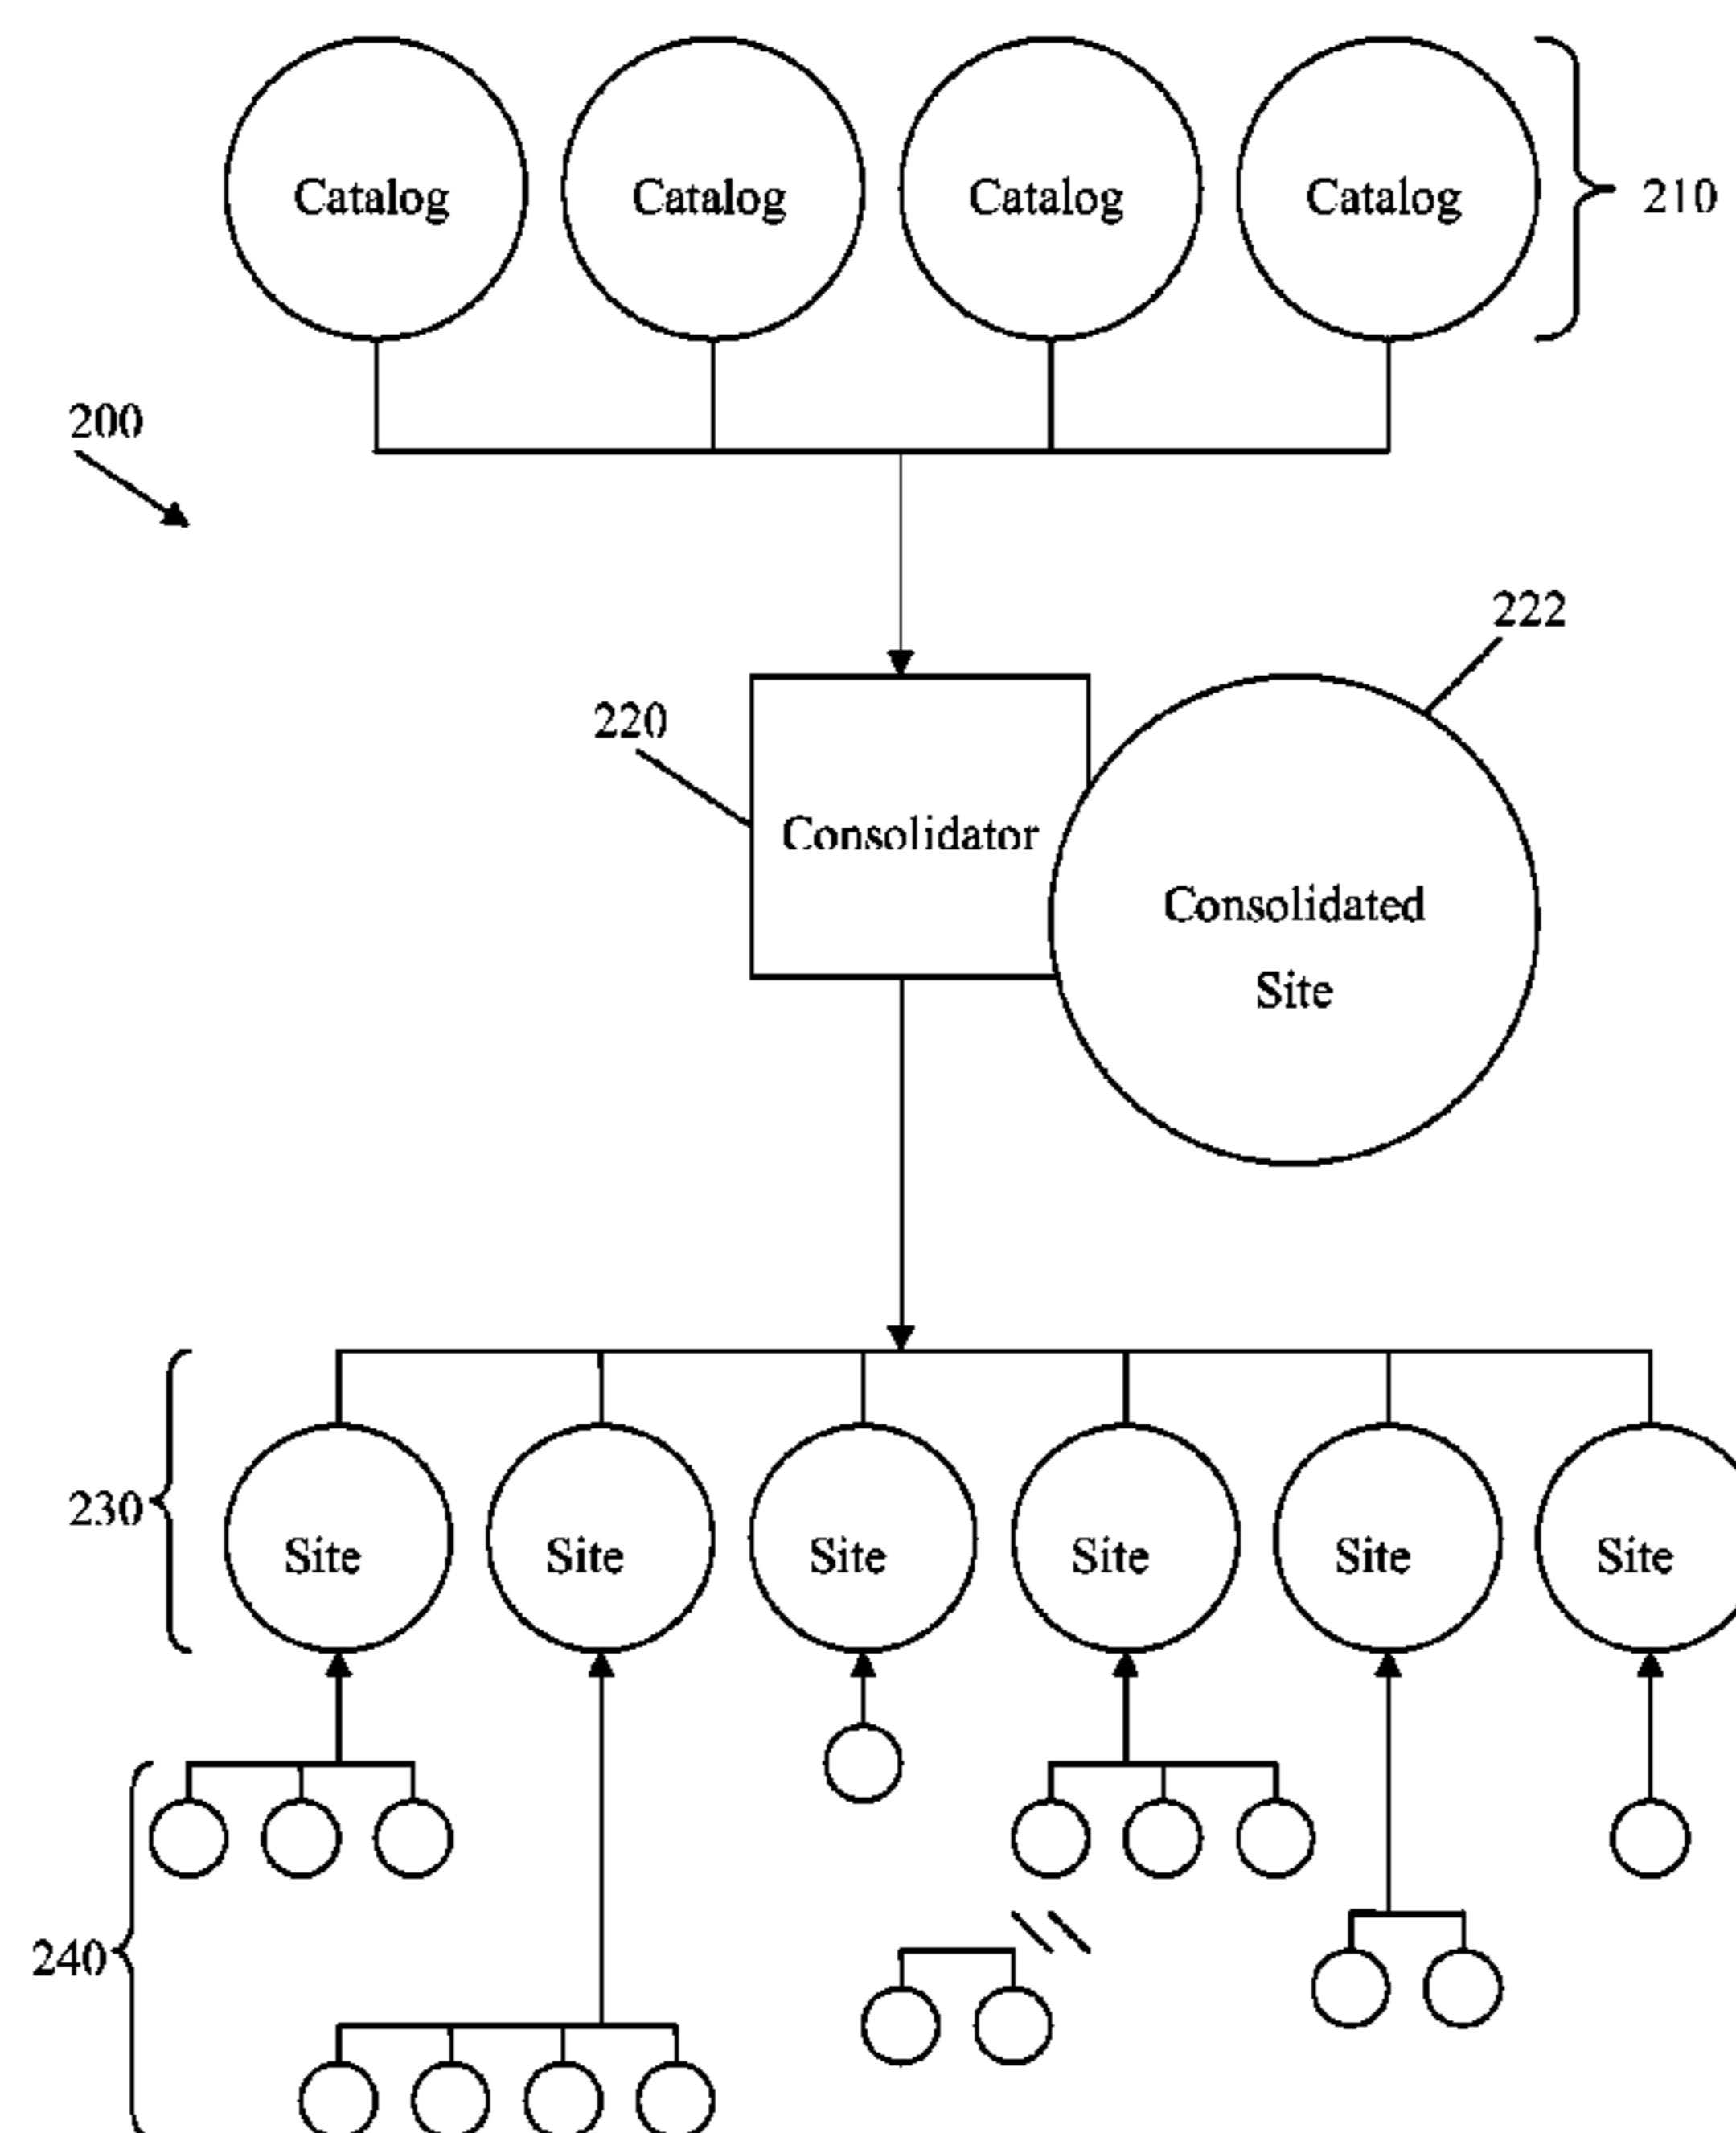 Catalog Catalog Catalog Catalog 210
200
222
220
Consolidator
Consolidated
Site
230
Site Site Site Site Site Site
240